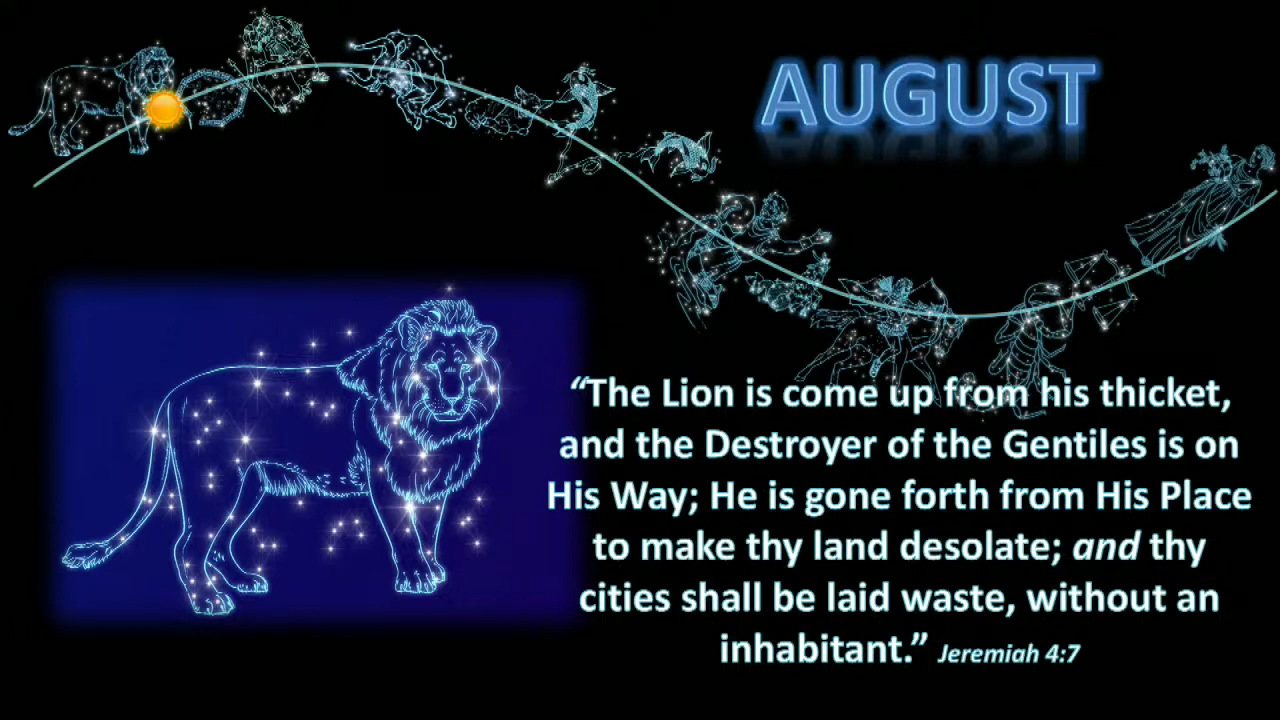 AUGUST
“The Lion is come up from his thicket,
and the Destroyer of the Gentiles is on
His Way; He is gone forth from His Place
to make thy land desolate; and thy
cities shall be laid waste, without an
inhabitant.” Jeremiah 4:7